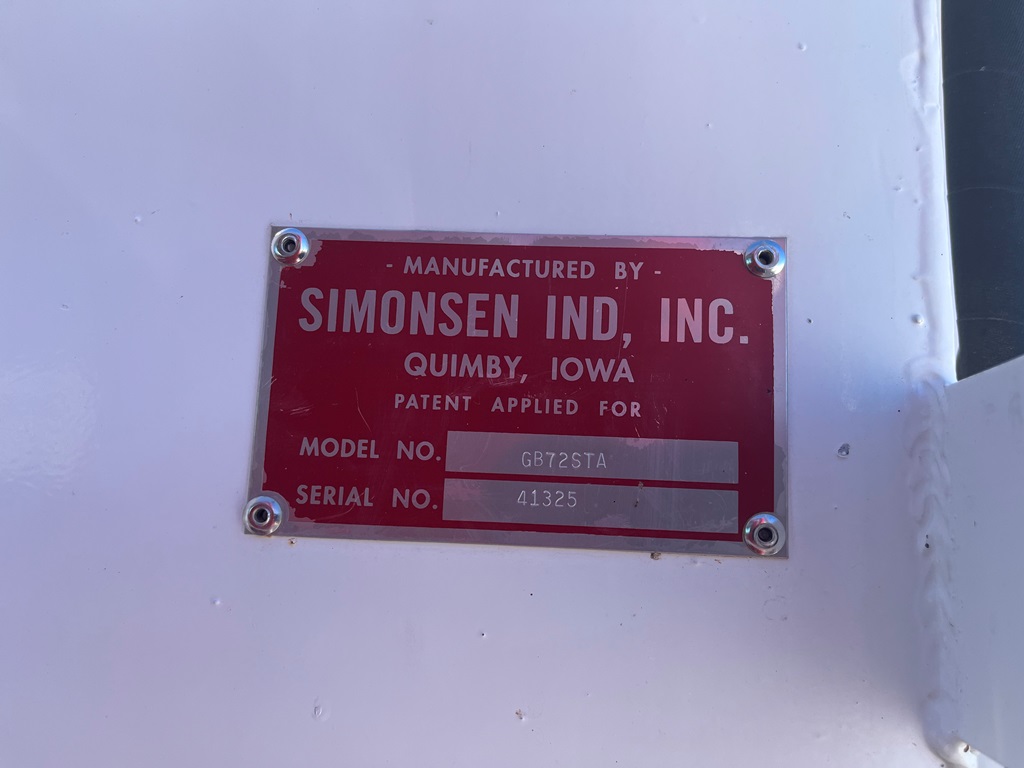 - MANUFACTURED BY -
SIMONSEN IND, INC.
QUIMBY, IOWA
PATENT APPLIED FOR
MODEL NO. GB72STA
SERIAL NO. 41325